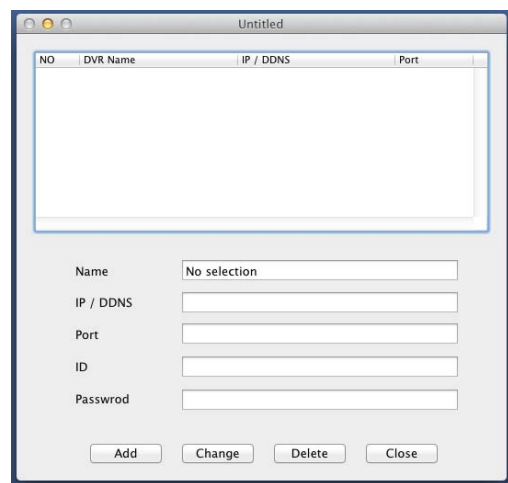 Untitled
NO DVR Name IP / DDNS Port
Name No selection
IP / DDNS
Port
ID
Passwrod
Add Change Delete Close